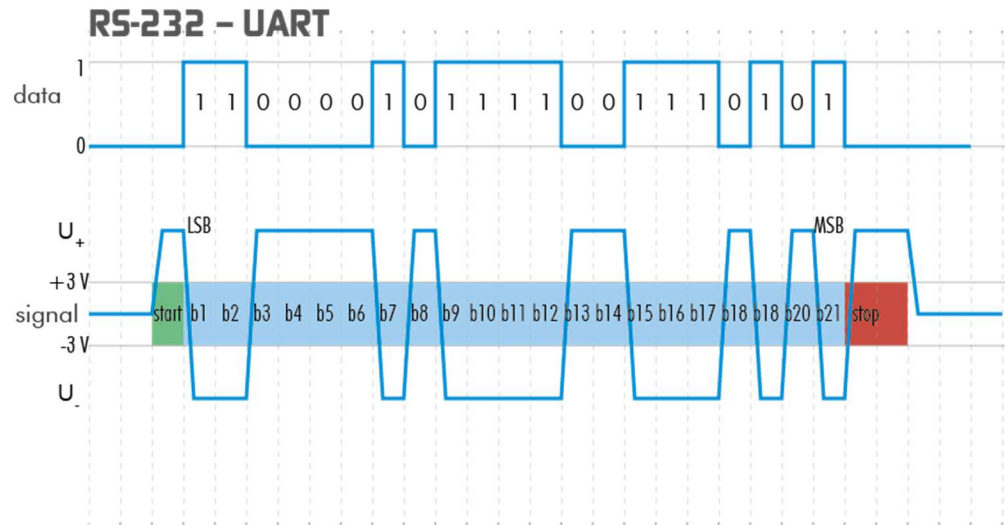 RS-232 – UART
1
data 1 1 0 0 0 0 1 0 1 1 1 1 0 0 1 1 1 0 1 0 1
0
U+ LSB MSB
+3 V
signal start b1 b2 b3 b4 b5 b6 b7 b8 b9 b10 b11 b12 b13 b14 b15 b16 b17 b18 b18 b20 b21 stop
-3 V
U-